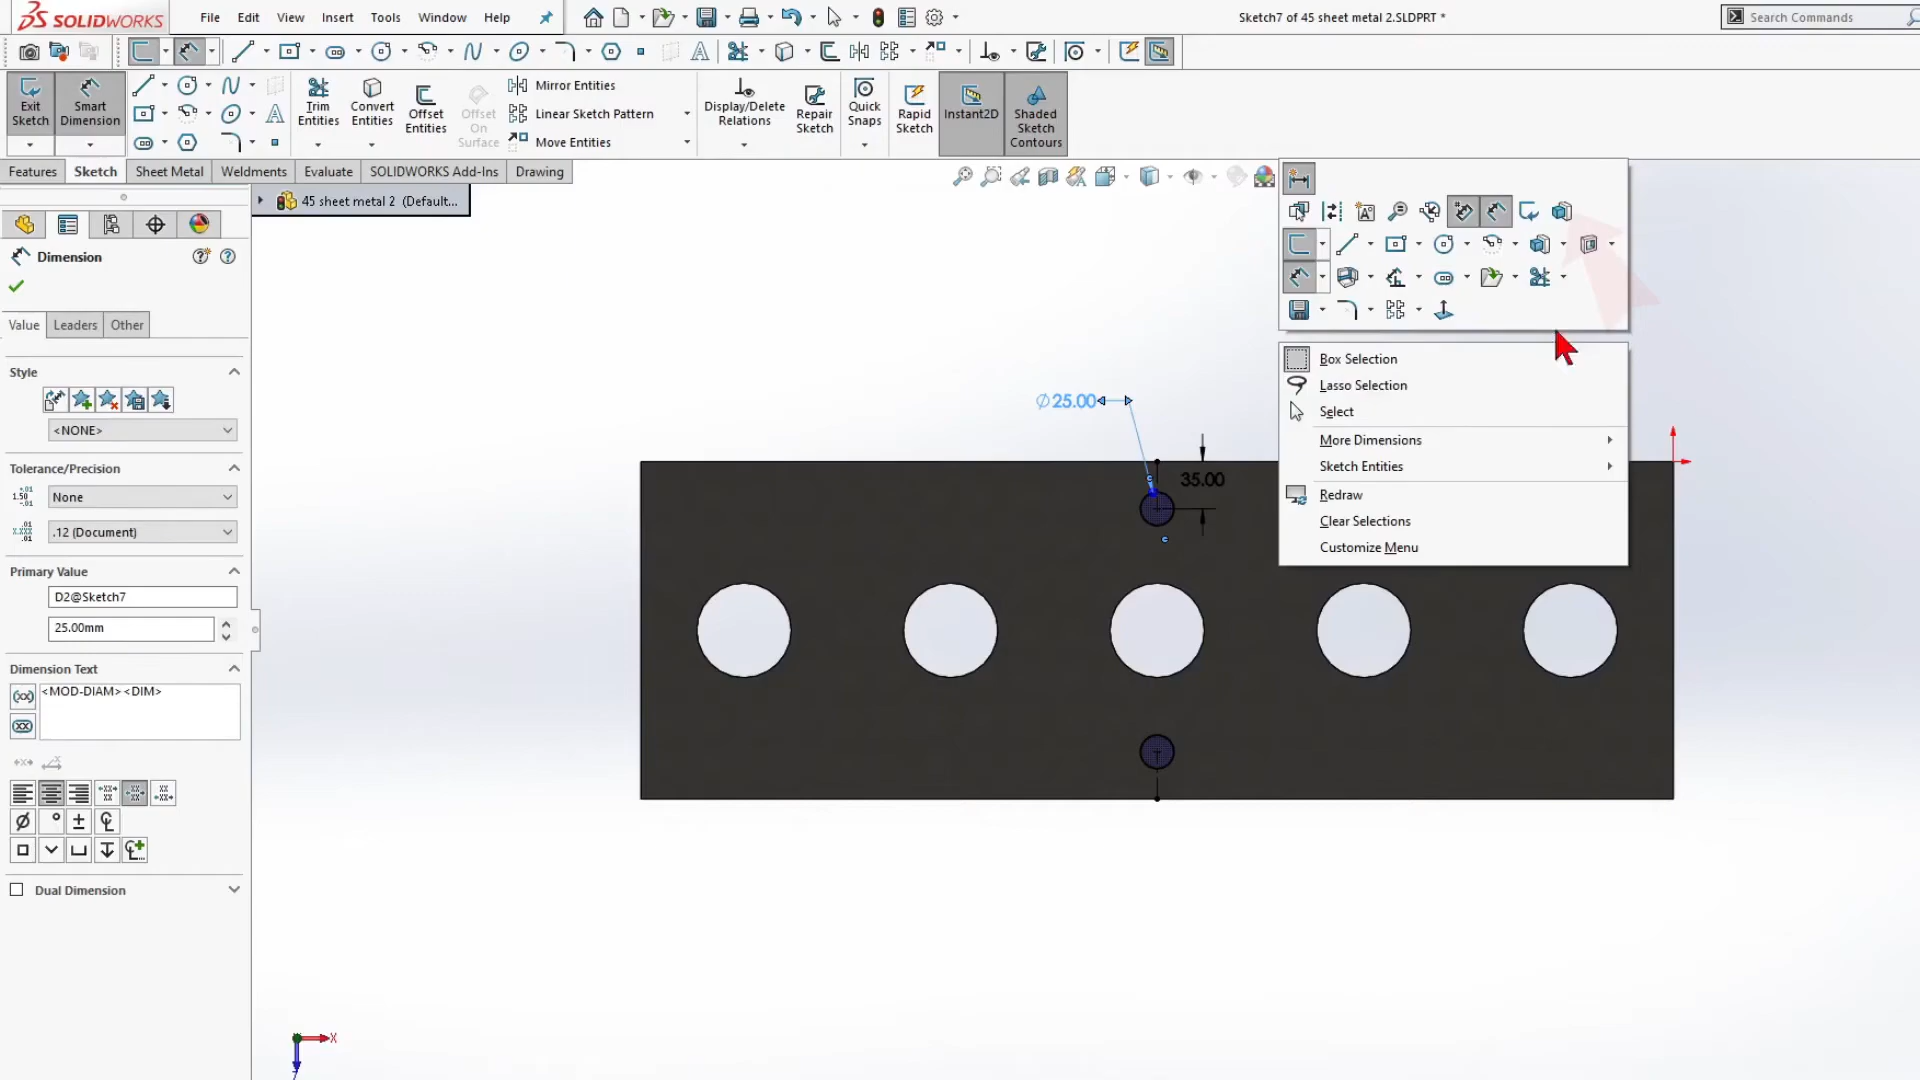 SOLIDWORKS
File Edit View Insert Tools Window Help
Sketch7 of 45 sheet metal 2.SLDPRT *
Search Commands
Exit Sketch
Smart Dimension
Trim Entities
Convert Entities
Offset Entities
Offset On Surface
Mirror Entities
Linear Sketch Pattern
Move Entities
Display/Delete Relations
Repair Sketch
Quick Snaps
Rapid Sketch
Instant2D
Shaded Sketch Contours
Features Sketch Sheet Metal Weldments Evaluate SOLIDWORKS Add-Ins Drawing
45 sheet metal 2 (Default...
Dimension
Value Leaders Other
Style
<NONE>
Tolerance/Precision
None
.12 (Document)
Primary Value
D2@Sketch7
25.00mm
Dimension Text
<MOD-DIAM><DIM>
Dual Dimension
Box Selection
Lasso Selection
Select
More Dimensions
Sketch Entities
Redraw
Clear Selections
Customize Menu
∅25.00
35.00
X